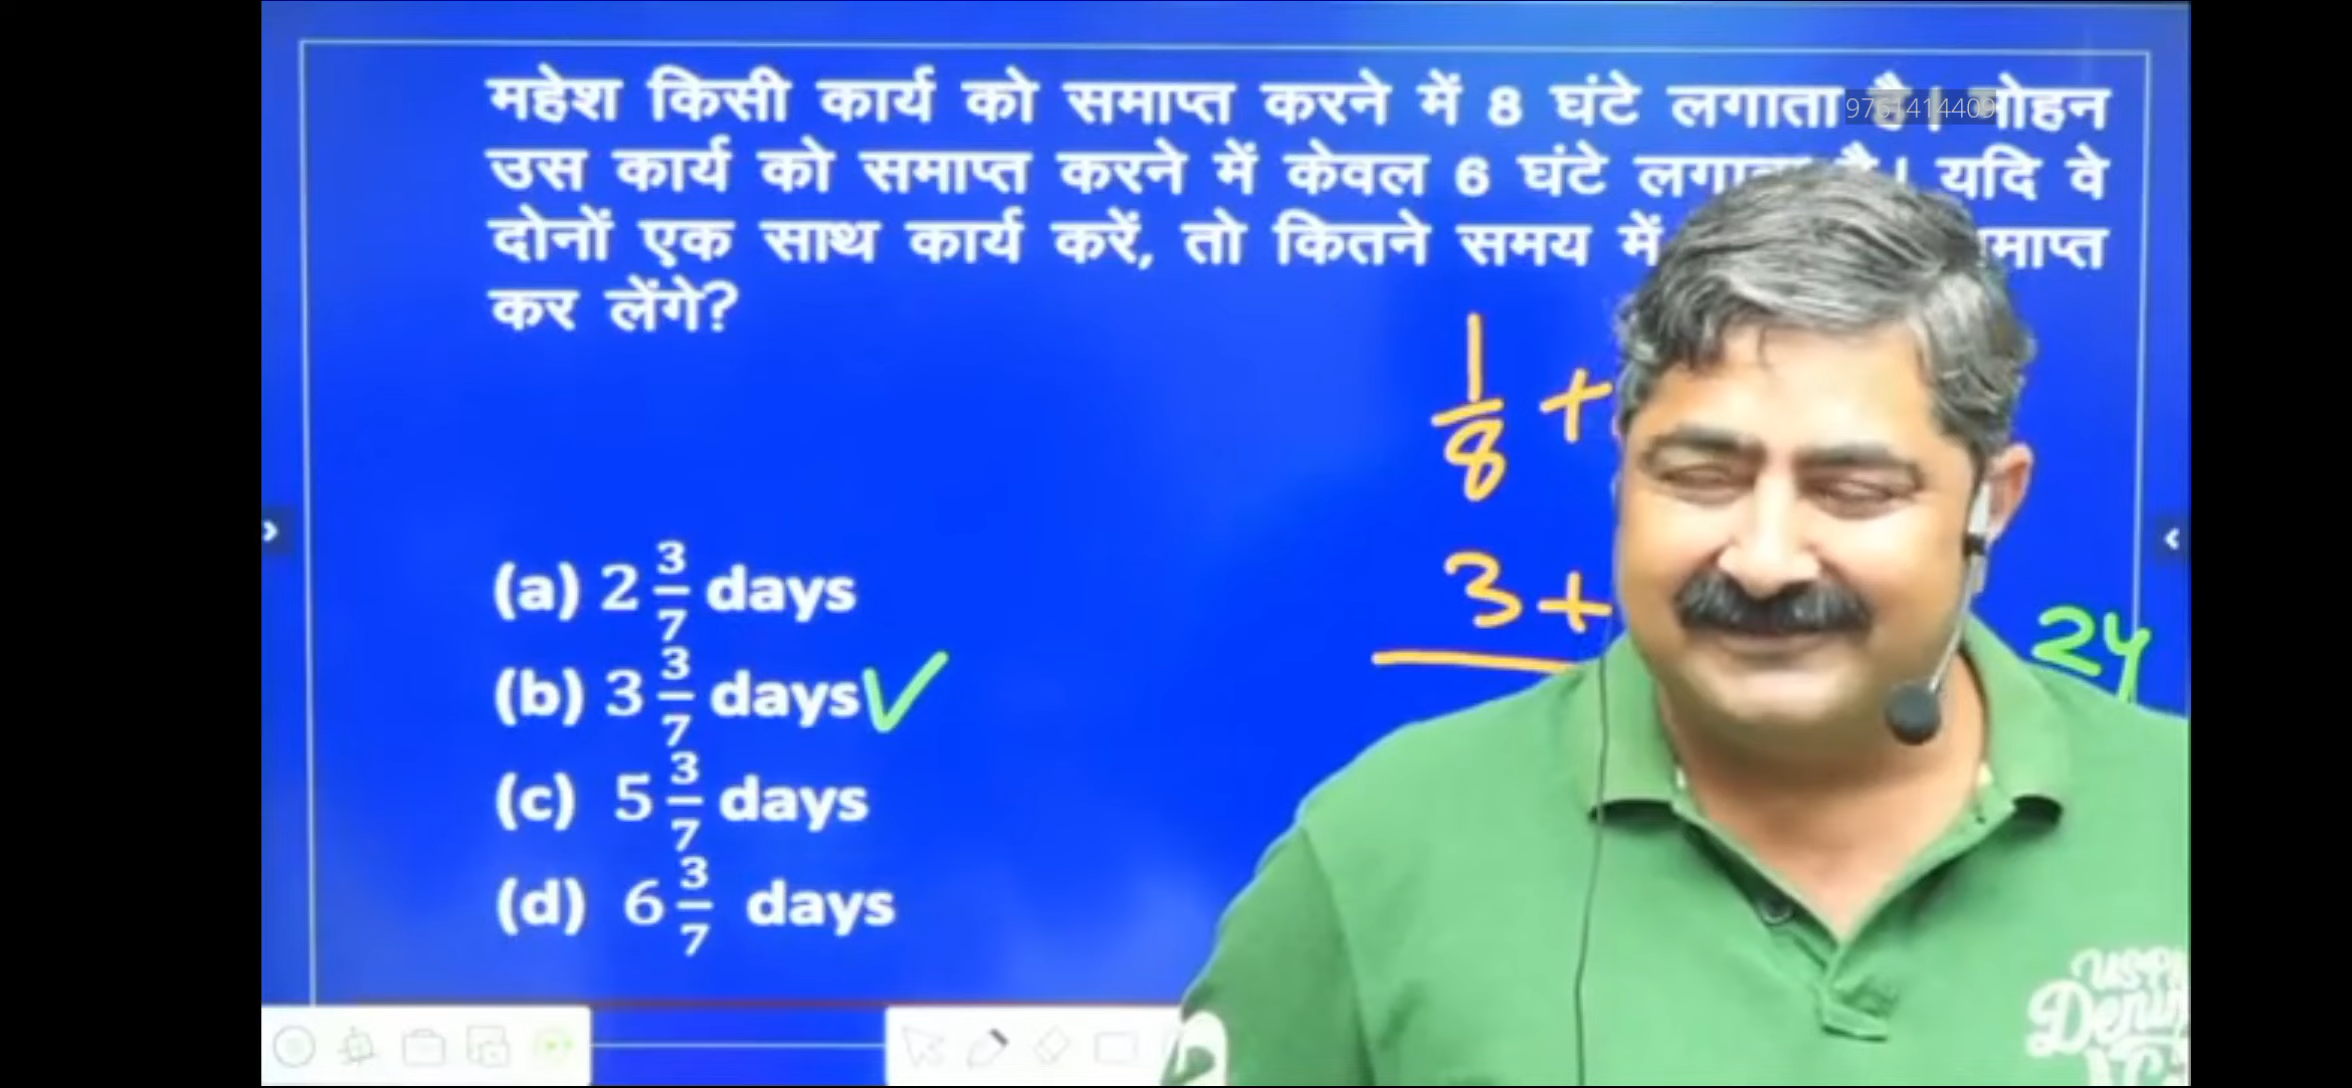 महेश किसी कार्य को समाप्त करने में 8 घंटे लगाता है। मोहन
9761414409
उस कार्य को समाप्त करने में केवल 6 घंटे लगाता है। यदि वे
दोनों एक साथ कार्य करें, तो कितने समय में
कर लेंगे?
1/8 +
3 +
24
(a) 2 3/7 days
(b) 3 3/7 days ✓
(c) 5 3/7 days
(d) 6 3/7 days
Denim